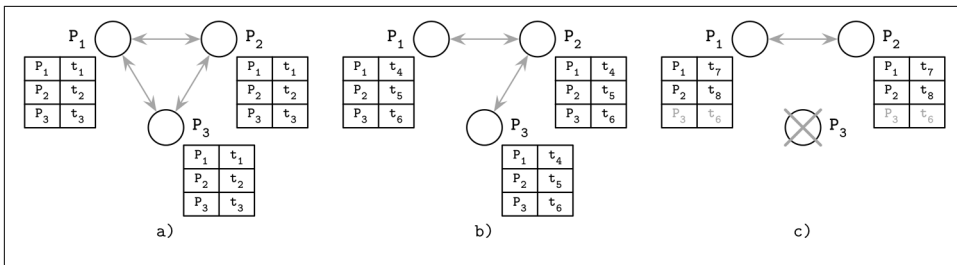 P1 P2 P1 P2 P1 P2
P1 t1 P1 t1 P1 t4 P1 t4 P1 t7 P1 t7
P2 t2 P2 t2 P2 t5 P2 t5 P2 t8 P2 t8
P3 t3 P3 t3 P3 t6 P3 t6 P3 t6 P3 t6
P3 P3 P3
P1 t1 P1 t4
P2 t2 P2 t5
P3 t3 P3 t6
a) b) c)